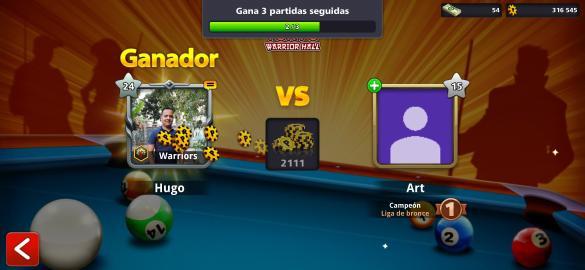 Gana 3 partidas seguidas
2/3
54
316 545
WARRIOR HALL
Ganador
24
15
VS
Warriors
2111
Hugo
Art
Campeón
Liga de bronce
1
14
2
3